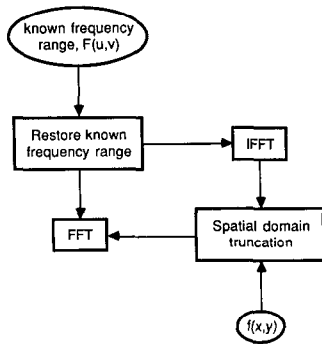 known frequency
range, F(u,v)
Restore known
frequency range
IFFT
FFT
Spatial domain
truncation
f(x,y)